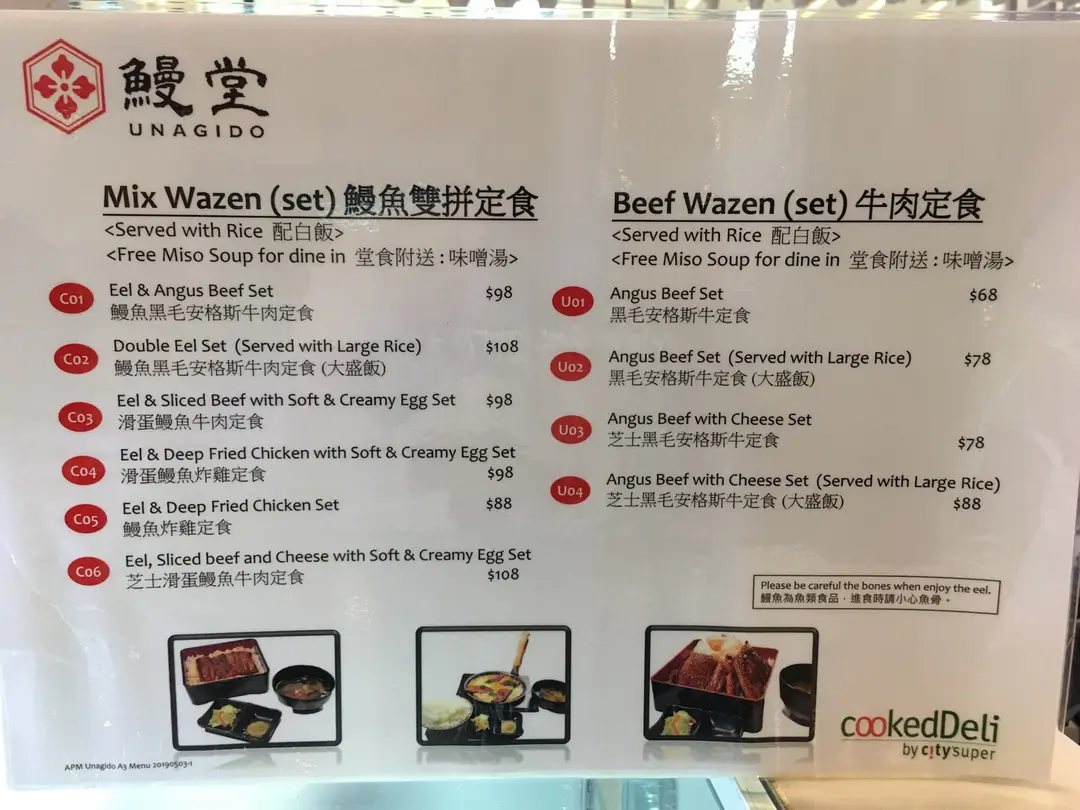 鰻堂
UNAGIDO
Mix Wazen (set) 鰻魚雙拼定食
<Served with Rice 配白飯>
<Free Miso Soup for dine in 堂食附送 : 味噌湯>
C01 Eel & Angus Beef Set $98
鰻魚黑毛安格斯牛肉定食
C02 Double Eel Set (Served with Large Rice) $108
鰻魚黑毛安格斯牛肉定食 (大盛飯)
C03 Eel & Sliced Beef with Soft & Creamy Egg Set $98
滑蛋鰻魚牛肉定食
C04 Eel & Deep Fried Chicken with Soft & Creamy Egg Set
滑蛋鰻魚炸雞定食 $98
C05 Eel & Deep Fried Chicken Set $88
鰻魚炸雞定食
C06 Eel, Sliced beef and Cheese with Soft & Creamy Egg Set
芝士滑蛋鰻魚牛肉定食 $108
Beef Wazen (set) 牛肉定食
<Served with Rice 配白飯>
<Free Miso Soup for dine in 堂食附送 : 味噌湯>
U01 Angus Beef Set $68
黑毛安格斯牛定食
U02 Angus Beef Set (Served with Large Rice) $78
黑毛安格斯牛定食 (大盛飯)
U03 Angus Beef with Cheese Set
芝士黑毛安格斯牛定食 $78
U04 Angus Beef with Cheese Set (Served with Large Rice)
芝士黑毛安格斯牛定食 (大盛飯) $88
Please be careful the bones when enjoy the eel.
鰻魚為魚類食品，進食時請小心魚骨。
cookedDeli
by city'super
APM Unagido A3 Menu 20190503-1